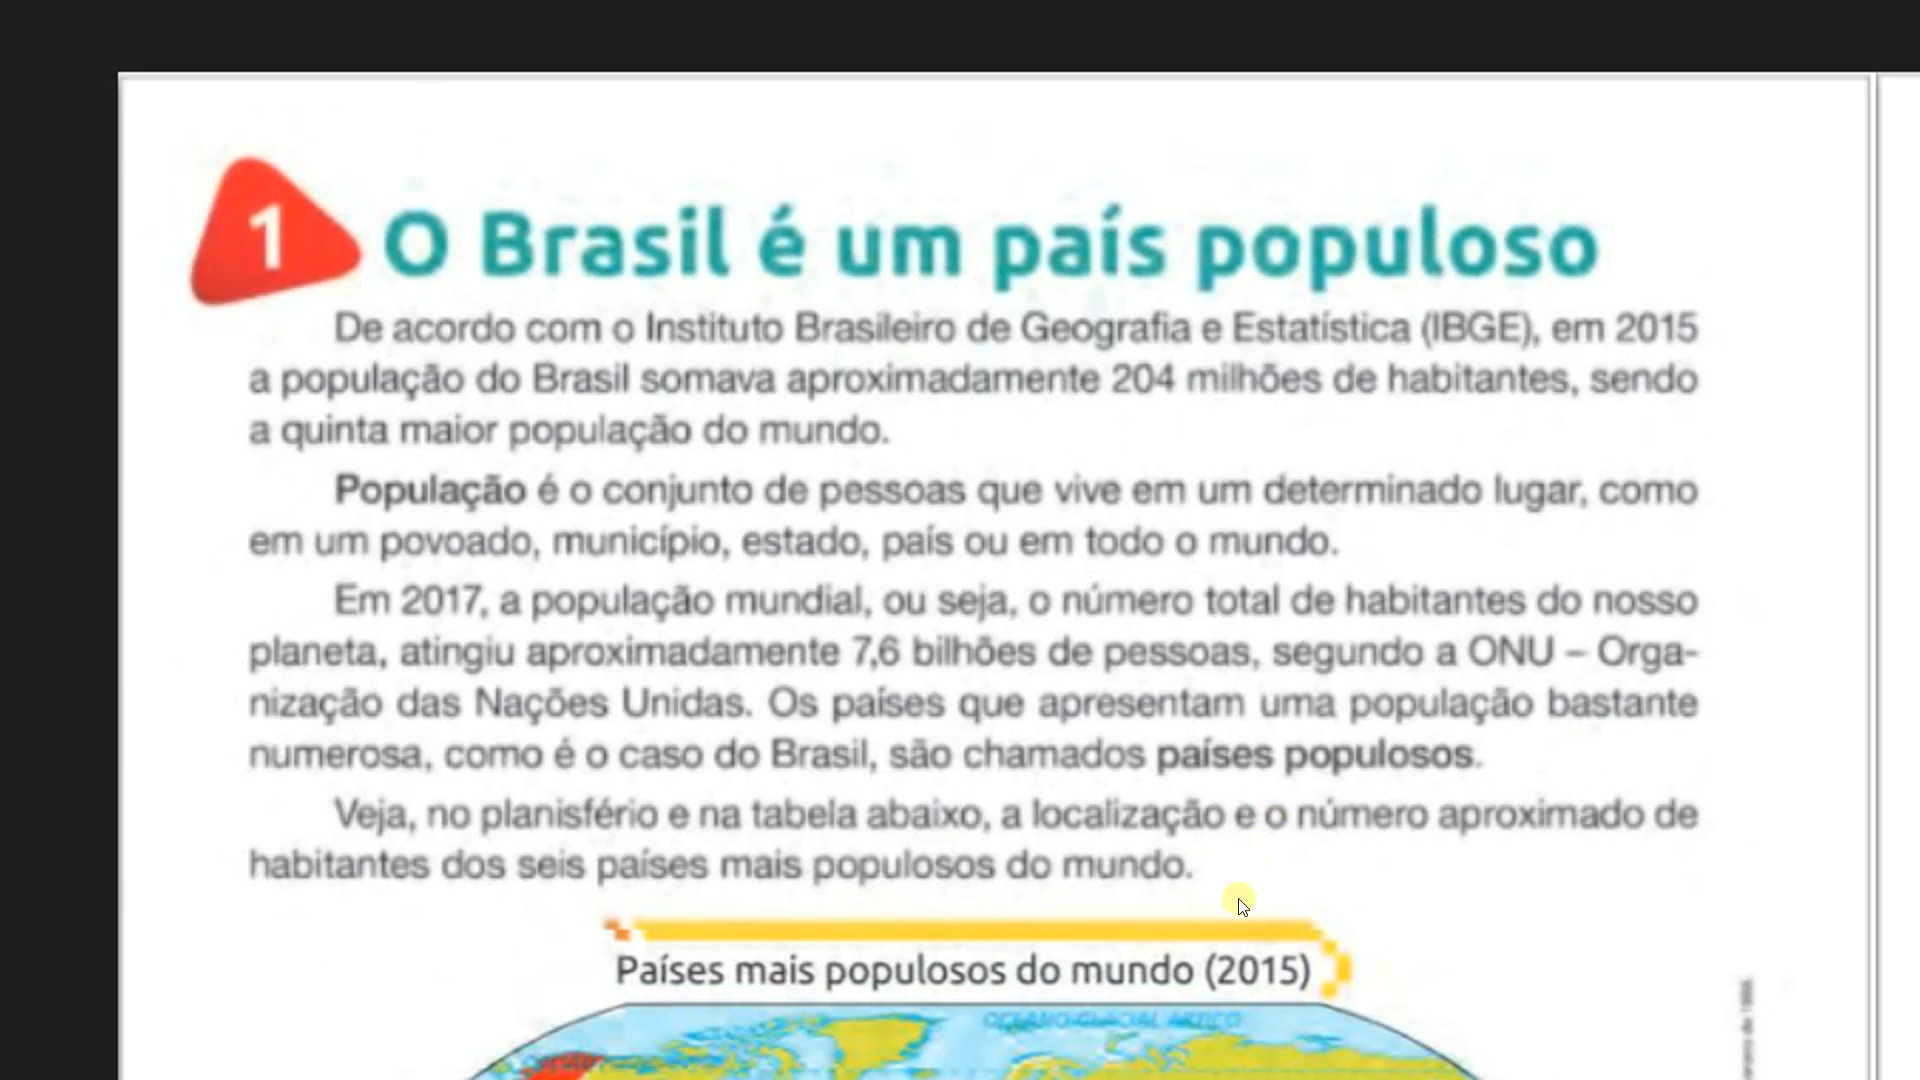 1
O Brasil é um país populoso
De acordo com o Instituto Brasileiro de Geografia e Estatística (IBGE), em 2015
a população do Brasil somava aproximadamente 204 milhões de habitantes, sendo
a quinta maior população do mundo.
População é o conjunto de pessoas que vive em um determinado lugar, como
em um povoado, município, estado, país ou em todo o mundo.
Em 2017, a população mundial, ou seja, o número total de habitantes do nosso
planeta, atingiu aproximadamente 7,6 bilhões de pessoas, segundo a ONU – Orga-
nização das Nações Unidas. Os países que apresentam uma população bastante
numerosa, como é o caso do Brasil, são chamados países populosos.
Veja, no planisfério e na tabela abaixo, a localização e o número aproximado de
habitantes dos seis países mais populosos do mundo.
Países mais populosos do mundo (2015)
OCEANO GLACIAL ÁRTICO
de 1998.